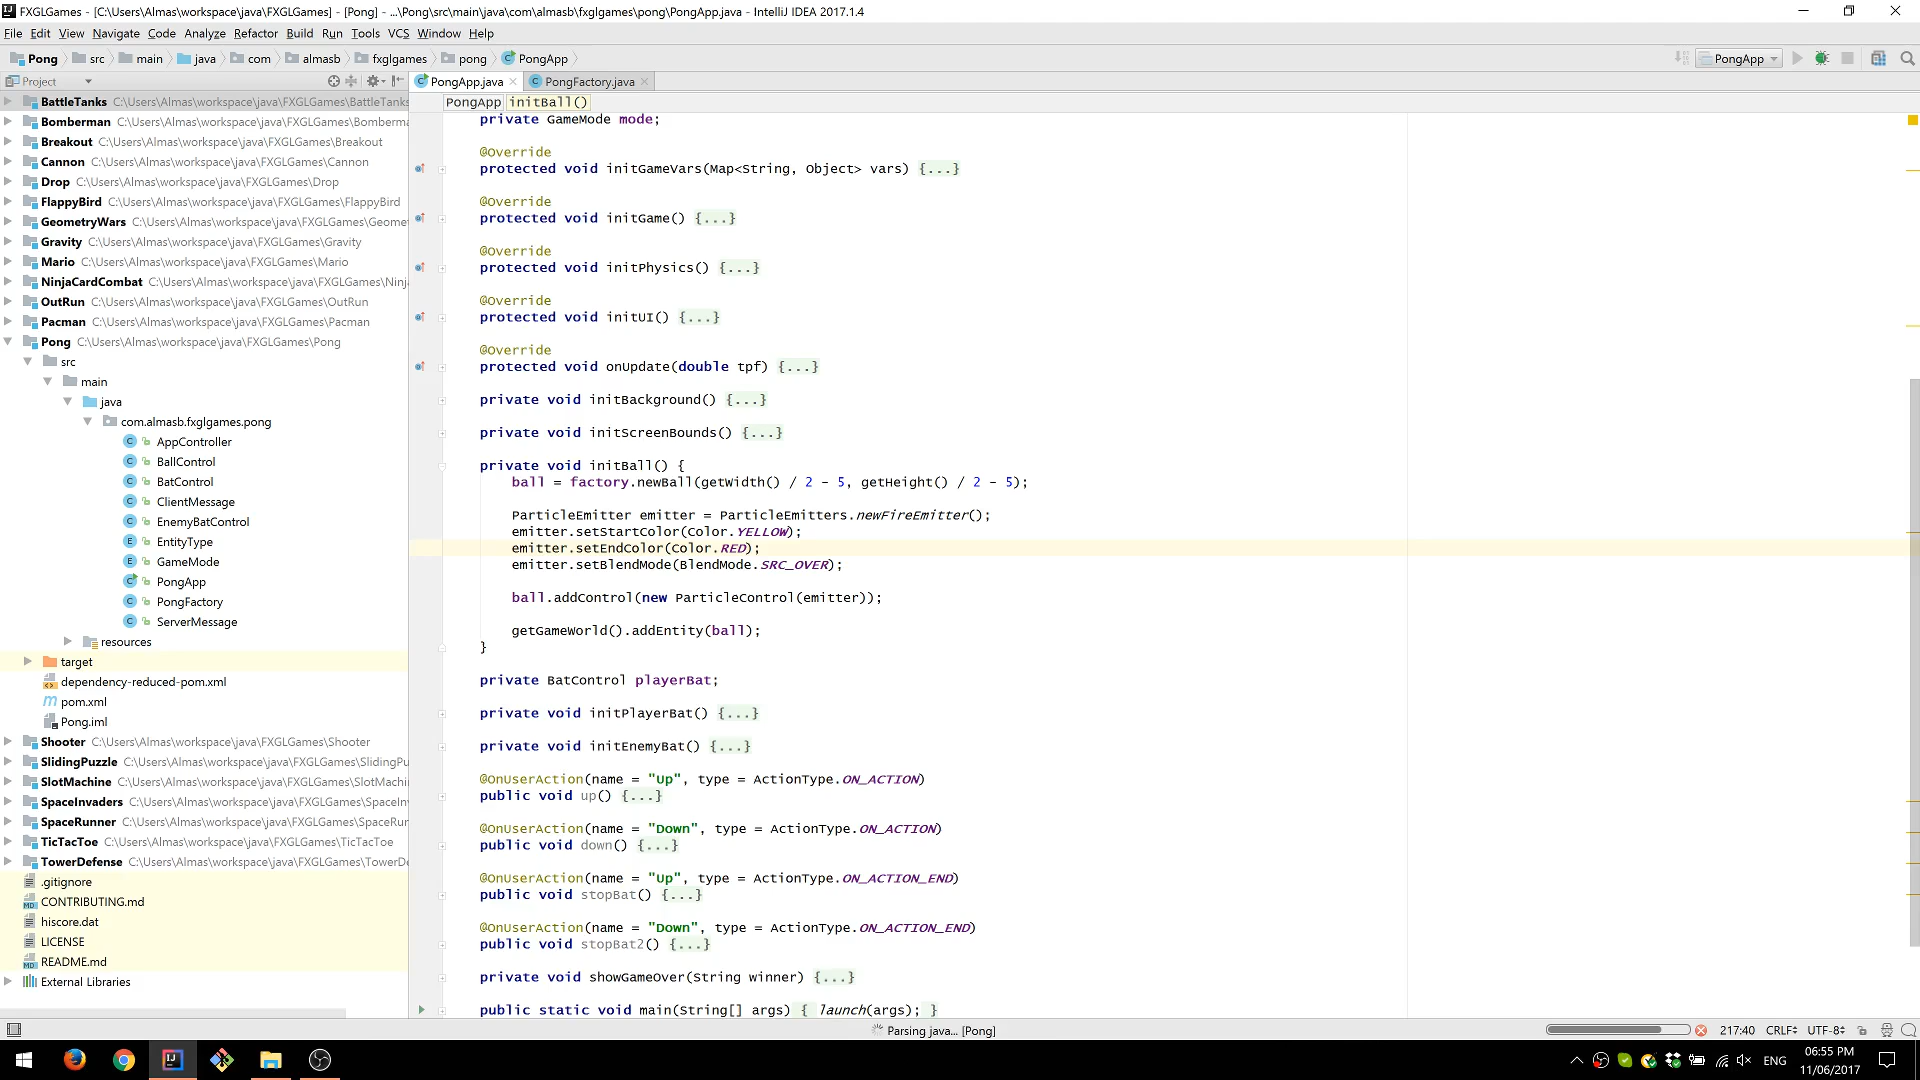 FXGLGames - [C:\Users\Almas\workspace\java\FXGLGames] - [Pong] - ...\Pong\src\main\java\com\almasb\fxglgames\pong\PongApp.java - IntelliJ IDEA 2017.1.4
File Edit View Navigate Code Analyze Refactor Build Run Tools VCS Window Help
Pong src main java com almasb fxglgames pong PongApp
PongApp
Project
PongApp.java PongFactory.java
PongApp initBall()
BattleTanks C:\Users\Almas\workspace\java\FXGLGames\BattleTanks
Bomberman C:\Users\Almas\workspace\java\FXGLGames\Bomberma
Breakout C:\Users\Almas\workspace\java\FXGLGames\Breakout
Cannon C:\Users\Almas\workspace\java\FXGLGames\Cannon
Drop C:\Users\Almas\workspace\java\FXGLGames\Drop
FlappyBird C:\Users\Almas\workspace\java\FXGLGames\FlappyBird
GeometryWars C:\Users\Almas\workspace\java\FXGLGames\Geomet
Gravity C:\Users\Almas\workspace\java\FXGLGames\Gravity
Mario C:\Users\Almas\workspace\java\FXGLGames\Mario
NinjaCardCombat C:\Users\Almas\workspace\java\FXGLGames\Ninj
OutRun C:\Users\Almas\workspace\java\FXGLGames\OutRun
Pacman C:\Users\Almas\workspace\java\FXGLGames\Pacman
Pong C:\Users\Almas\workspace\java\FXGLGames\Pong
src
main
java
com.almasb.fxglgames.pong
AppController
BallControl
BatControl
ClientMessage
EnemyBatControl
EntityType
GameMode
PongApp
PongFactory
ServerMessage
resources
target
dependency-reduced-pom.xml
pom.xml
Pong.iml
Shooter C:\Users\Almas\workspace\java\FXGLGames\Shooter
SlidingPuzzle C:\Users\Almas\workspace\java\FXGLGames\SlidingPu
SlotMachine C:\Users\Almas\workspace\java\FXGLGames\SlotMachi
SpaceInvaders C:\Users\Almas\workspace\java\FXGLGames\SpaceIn
SpaceRunner C:\Users\Almas\workspace\java\FXGLGames\SpaceRur
TicTacToe C:\Users\Almas\workspace\java\FXGLGames\TicTacToe
TowerDefense C:\Users\Almas\workspace\java\FXGLGames\TowerDe
.gitignore
CONTRIBUTING.md
hiscore.dat
LICENSE
README.md
External Libraries
private GameMode mode;
@Override
protected void initGameVars(Map<String, Object> vars) {...}
@Override
protected void initGame() {...}
@Override
protected void initPhysics() {...}
@Override
protected void initUI() {...}
@Override
protected void onUpdate(double tpf) {...}
private void initBackground() {...}
private void initScreenBounds() {...}
private void initBall() {
ball = factory.newBall(getWidth() / 2 - 5, getHeight() / 2 - 5);
ParticleEmitter emitter = ParticleEmitters.newFireEmitter();
emitter.setStartColor(Color.YELLOW);
emitter.setEndColor(Color.RED);
emitter.setBlendMode(BlendMode.SRC_OVER);
ball.addControl(new ParticleControl(emitter));
getGameWorld().addEntity(ball);
}
private BatControl playerBat;
private void initPlayerBat() {...}
private void initEnemyBat() {...}
@OnUserAction(name = "Up", type = ActionType.ON_ACTION)
public void up() {...}
@OnUserAction(name = "Down", type = ActionType.ON_ACTION)
public void down() {...}
@OnUserAction(name = "Up", type = ActionType.ON_ACTION_END)
public void stopBat() {...}
@OnUserAction(name = "Down", type = ActionType.ON_ACTION_END)
public void stopBat2() {...}
private void showGameOver(String winner) {...}
public static void main(String[] args) { launch(args); }
Parsing java... [Pong]
217:40 CRLF UTF-8
ENG
06:55 PM
11/06/2017